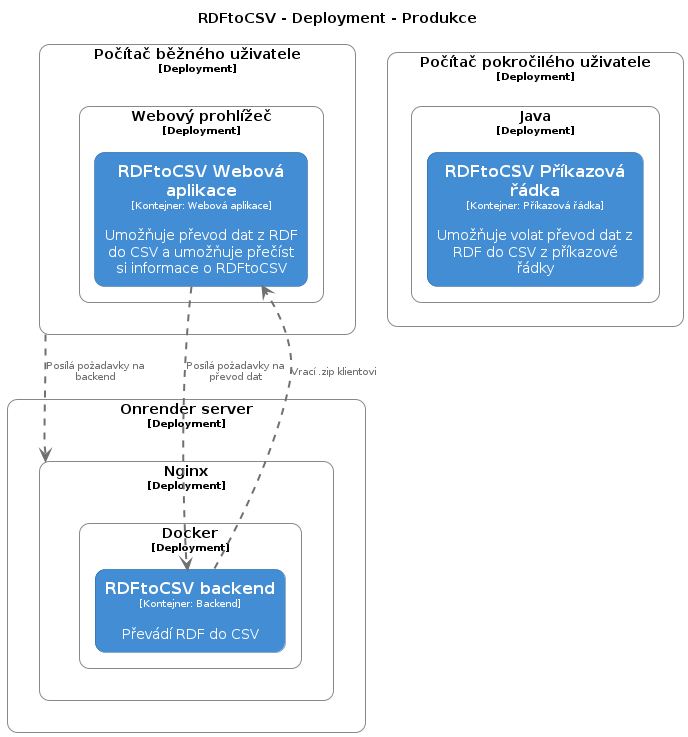 RDFtoCSV - Deployment - Produkce
Počítač běžného uživatele
[Deployment]
Webový prohlížeč
[Deployment]
RDFtoCSV Webová
aplikace
[Kontejner: Webová aplikace]
Umožňuje převod dat z RDF
do CSV a umožňuje přečíst
si informace o RDFtoCSV
Počítač pokročilého uživatele
[Deployment]
Java
[Deployment]
RDFtoCSV Příkazová
řádka
[Kontejner: Příkazová řádka]
Umožňuje volat převod dat z
RDF do CSV z příkazové
řádky
Posílá požadavky na
backend
Posílá požadavky na
převod dat
Vrací .zip klientovi
Onrender server
[Deployment]
Nginx
[Deployment]
Docker
[Deployment]
RDFtoCSV backend
[Kontejner: Backend]
Převádí RDF do CSV